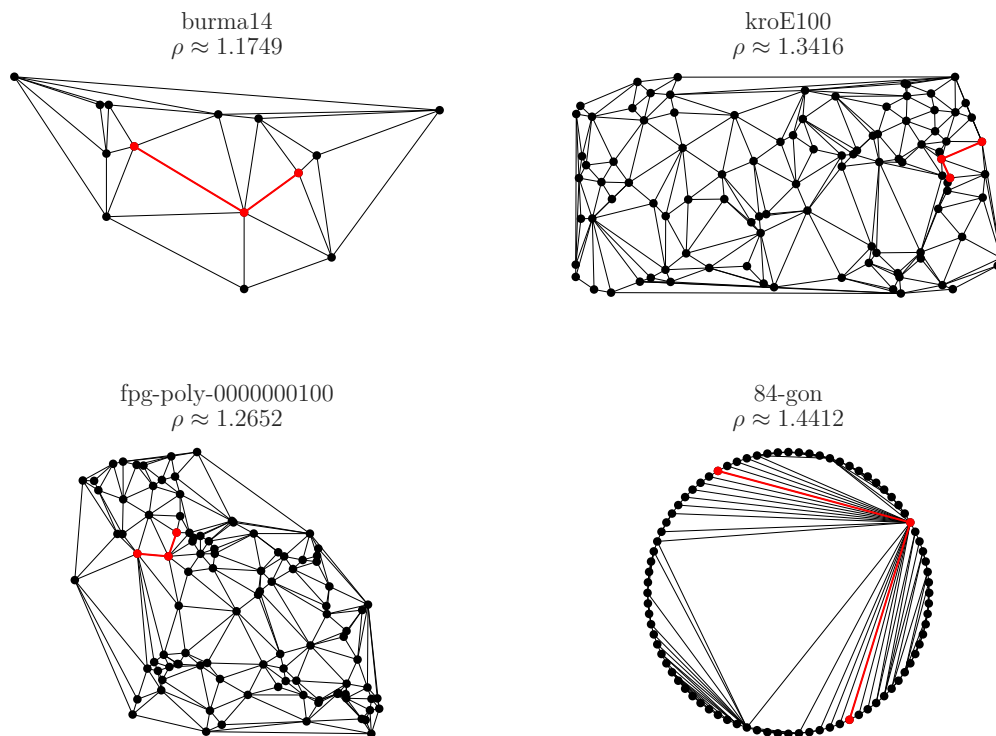 burma14
ρ ≈ 1.1749
kroE100
ρ ≈ 1.3416
fpg-poly-0000000100
ρ ≈ 1.2652
84-gon
ρ ≈ 1.4412